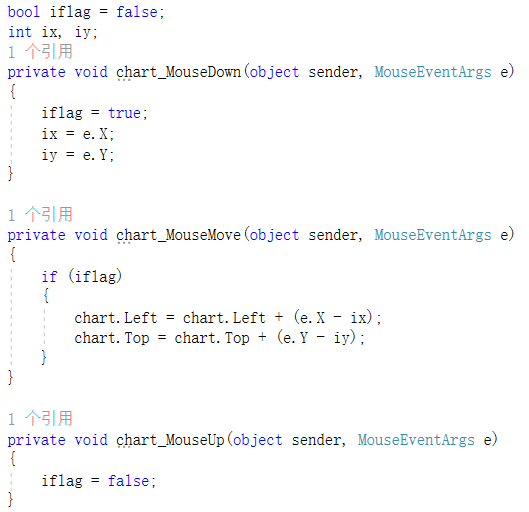 bool iflag = false;
int ix, iy;
1 个引用
private void chart_MouseDown(object sender, MouseEventArgs e)
{
iflag = true;
ix = e.X;
iy = e.Y;
}
1 个引用
private void chart_MouseMove(object sender, MouseEventArgs e)
{
if (iflag)
{
chart.Left = chart.Left + (e.X - ix);
chart.Top = chart.Top + (e.Y - iy);
}
}
1 个引用
private void chart_MouseUp(object sender, MouseEventArgs e)
{
iflag = false;
}